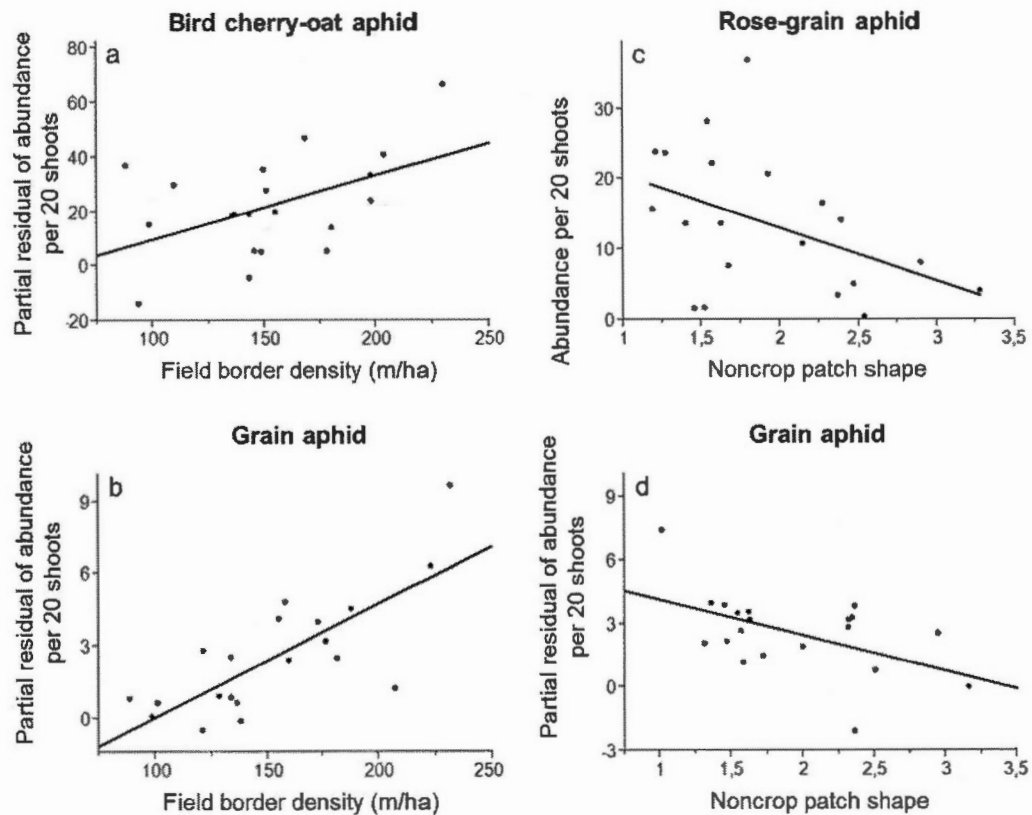 Bird cherry-oat aphid
a
Partial residual of abundance
per 20 shoots
80
60
40
20
0
-20
100
150
200
250
Field border density (m/ha)
Rose-grain aphid
c
Abundance per 20 shoots
30
20
10
0
1
1,5
2
2,5
3
3,5
Noncrop patch shape
Grain aphid
b
Partial residual of abundance
per 20 shoots
9
6
3
0
100
150
200
250
Field border density (m/ha)
Grain aphid
d
Partial residual of abundance
per 20 shoots
9
6
3
0
-3
1
1,5
2
2,5
3
3,5
Noncrop patch shape